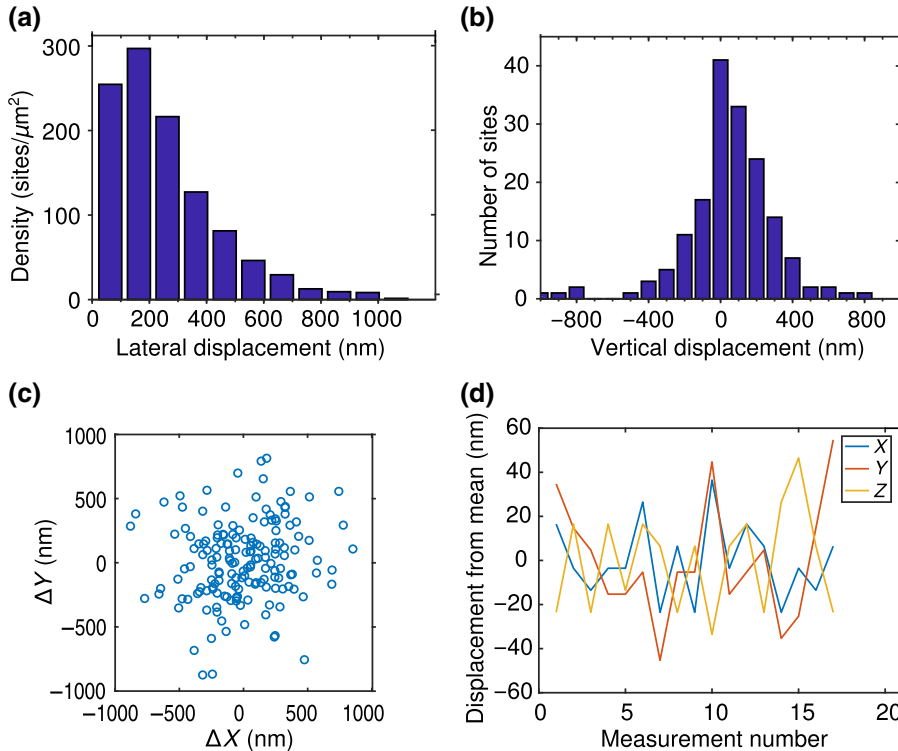 (a)
300
200
100
0
Density (sites/μm²)
0 200 400 600 800 1000
Lateral displacement (nm)
(b)
40
30
20
10
0
Number of sites
−800 −400 0 400 800
Vertical displacement (nm)
(c)
1000
500
0
−500
−1000
ΔY (nm)
−1000 −500 0 500 1000
ΔX (nm)
(d)
60
40
20
0
−20
−40
−60
Displacement from mean (nm)
X
Y
Z
0 5 10 15 20
Measurement number